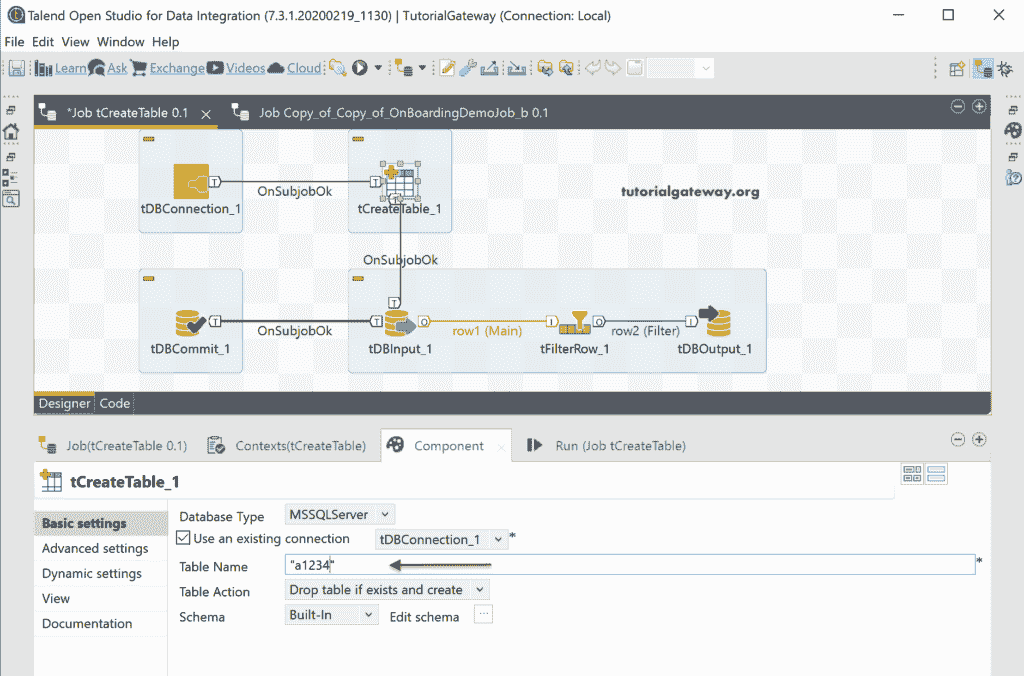 Talend Open Studio for Data Integration (7.3.1.20200219_1130) | TutorialGateway (Connection: Local)
File Edit View Window Help
Learn Ask Exchange Videos Cloud
*Job tCreateTable 0.1 Job Copy_of_Copy_of_OnBoardingDemoJob_b 0.1
T OnSubjobOk T
tDBConnection_1 tCreateTable_1
tutorialgateway.org
OnSubjobOk
T
T OnSubjobOk T O row1 (Main) I O row2 (Filter) I
tDBCommit_1 tDBInput_1 tFilterRow_1 tDBOutput_1
Designer Code
Job(tCreateTable 0.1) Contexts(tCreateTable) Component Run (Job tCreateTable)
tCreateTable_1
Basic settings
Advanced settings
Dynamic settings
View
Documentation
Database Type MSSQLServer
Use an existing connection tDBConnection_1 *
Table Name "a1234" *
Table Action Drop table if exists and create
Schema Built-In Edit schema ...